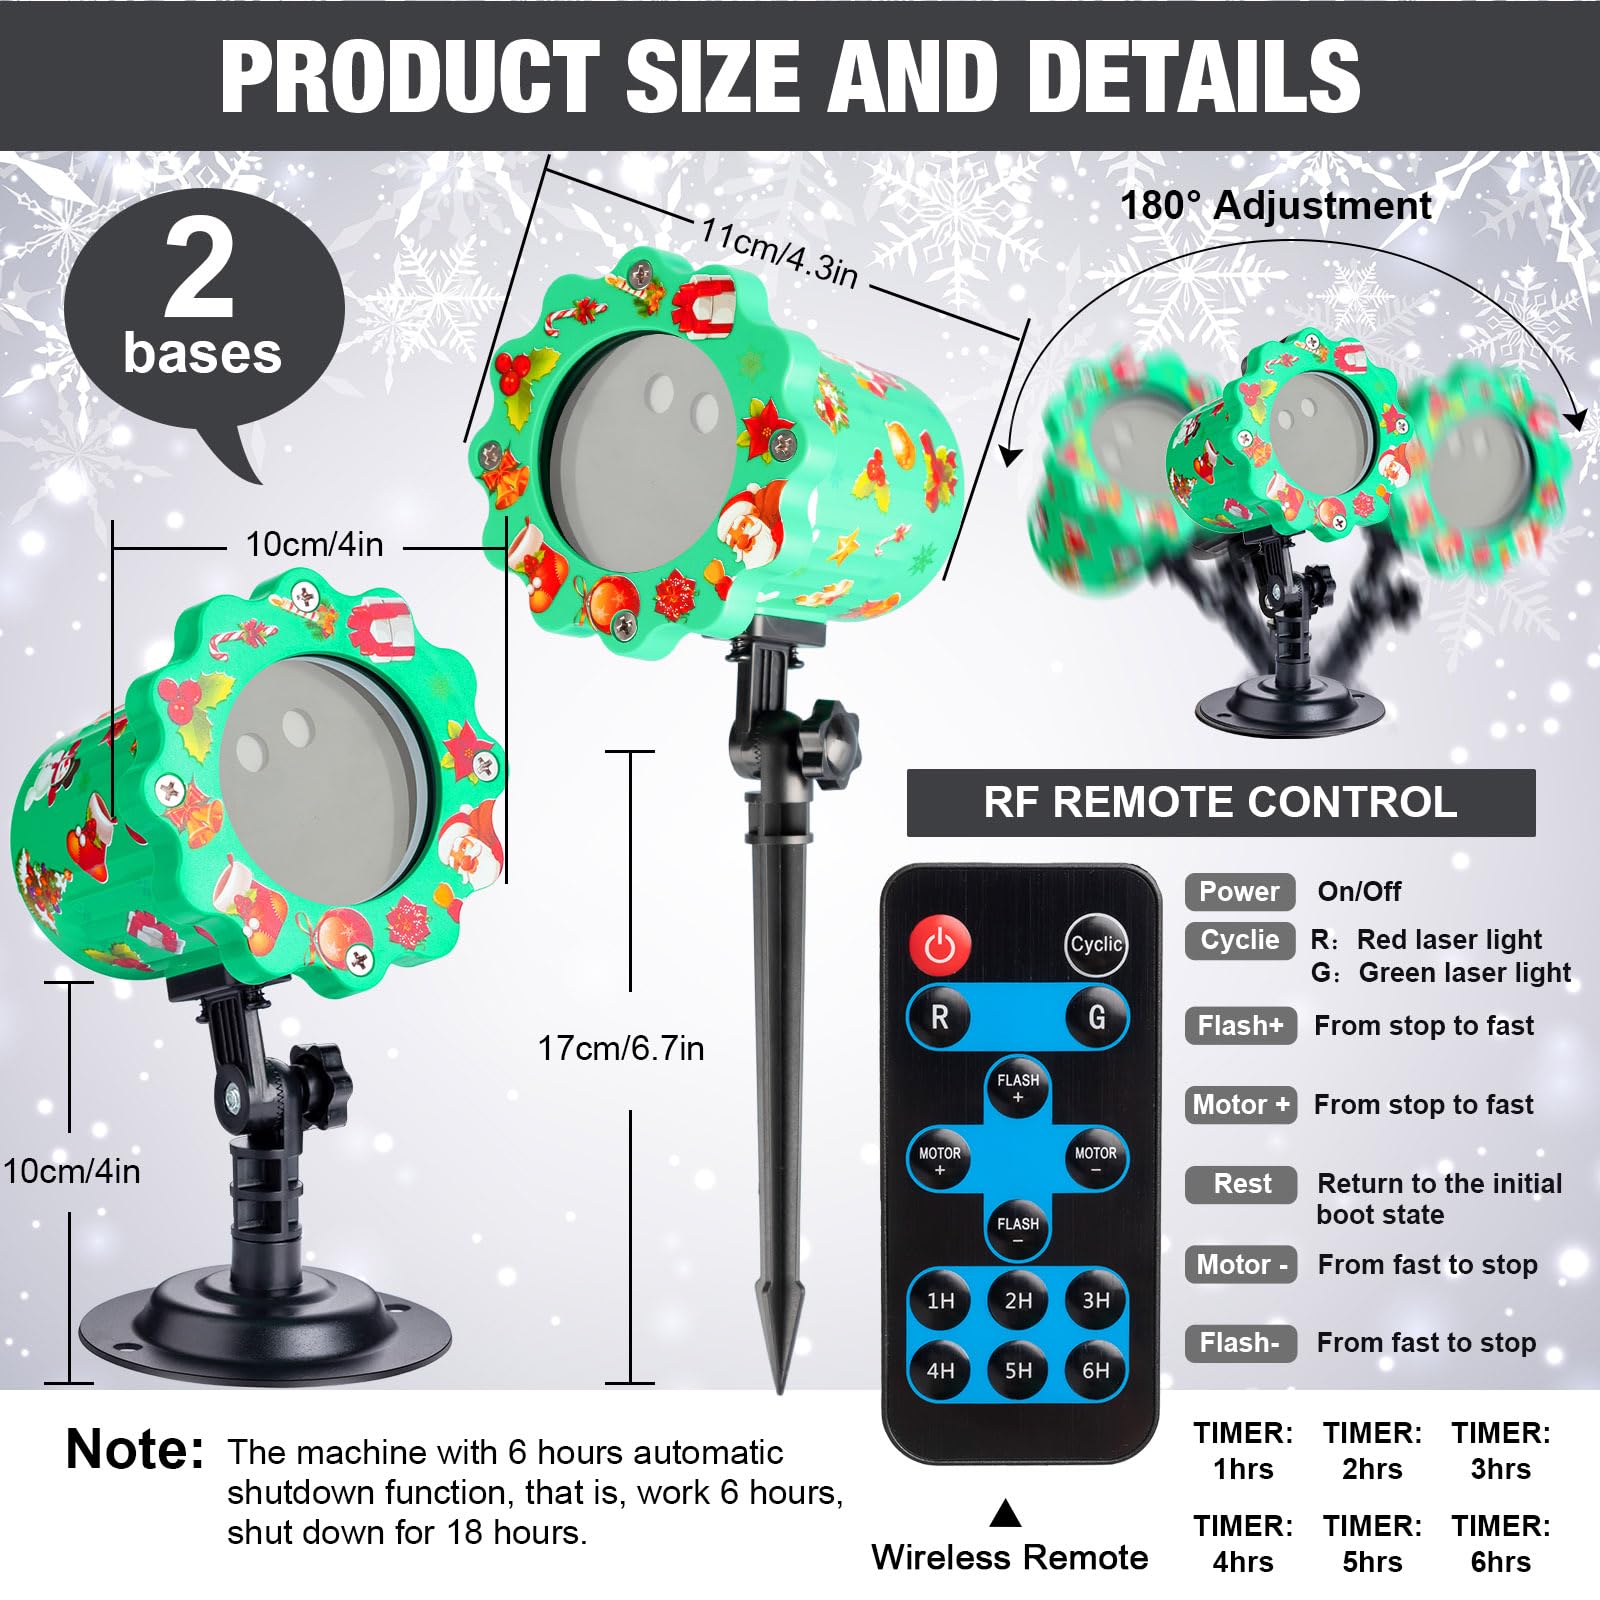 PRODUCT SIZE AND DETAILS
2
bases
11cm/4.3in
180° Adjustment
10cm/4in
17cm/6.7in
10cm/4in
RF REMOTE CONTROL
Cyclic
R
G
FLASH
+
MOTOR
+
MOTOR
−
FLASH
−
1H
2H
3H
4H
5H
6H
Power On/Off
Cyclie R: Red laser light
G: Green laser light
Flash+ From stop to fast
Motor + From stop to fast
Rest Return to the initial
boot state
Motor - From fast to stop
Flash- From fast to stop
TIMER: TIMER: TIMER:
1hrs 2hrs 3hrs
TIMER: TIMER: TIMER:
4hrs 5hrs 6hrs
Wireless Remote
Note: The machine with 6 hours automatic
shutdown function, that is, work 6 hours,
shut down for 18 hours.